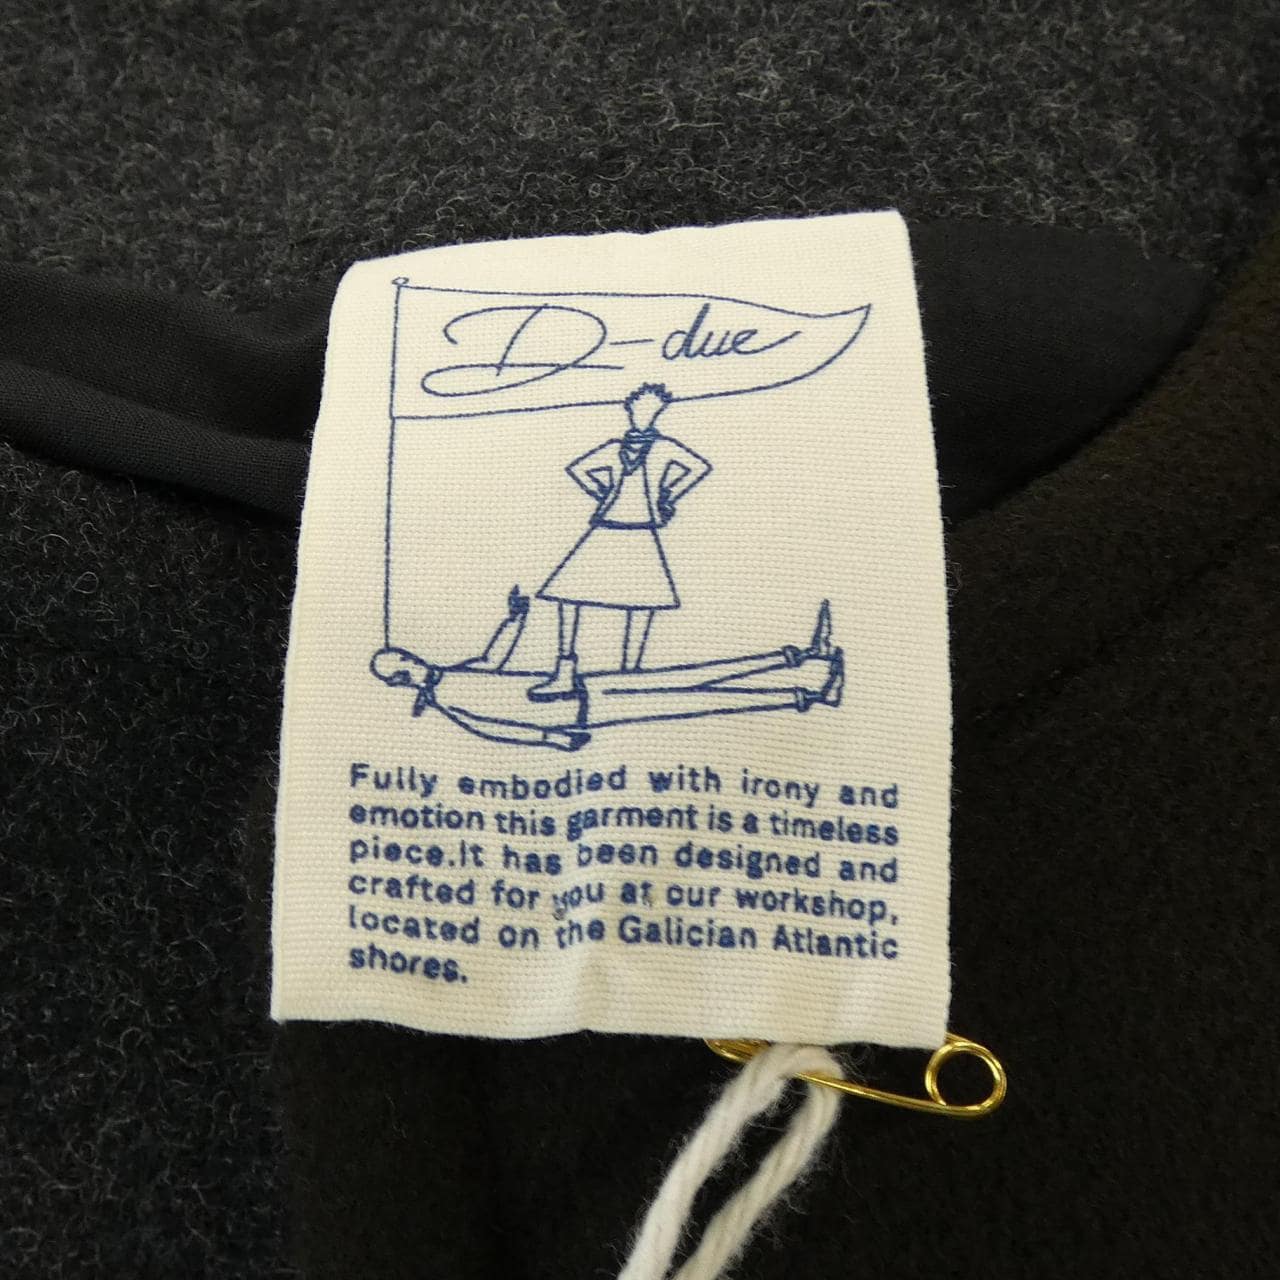 D-due
Fully embodied with irony and
emotion this garment is a timeless
piece.It has been designed and
crafted for you at our workshop,
located on the Galician Atlantic
shores.